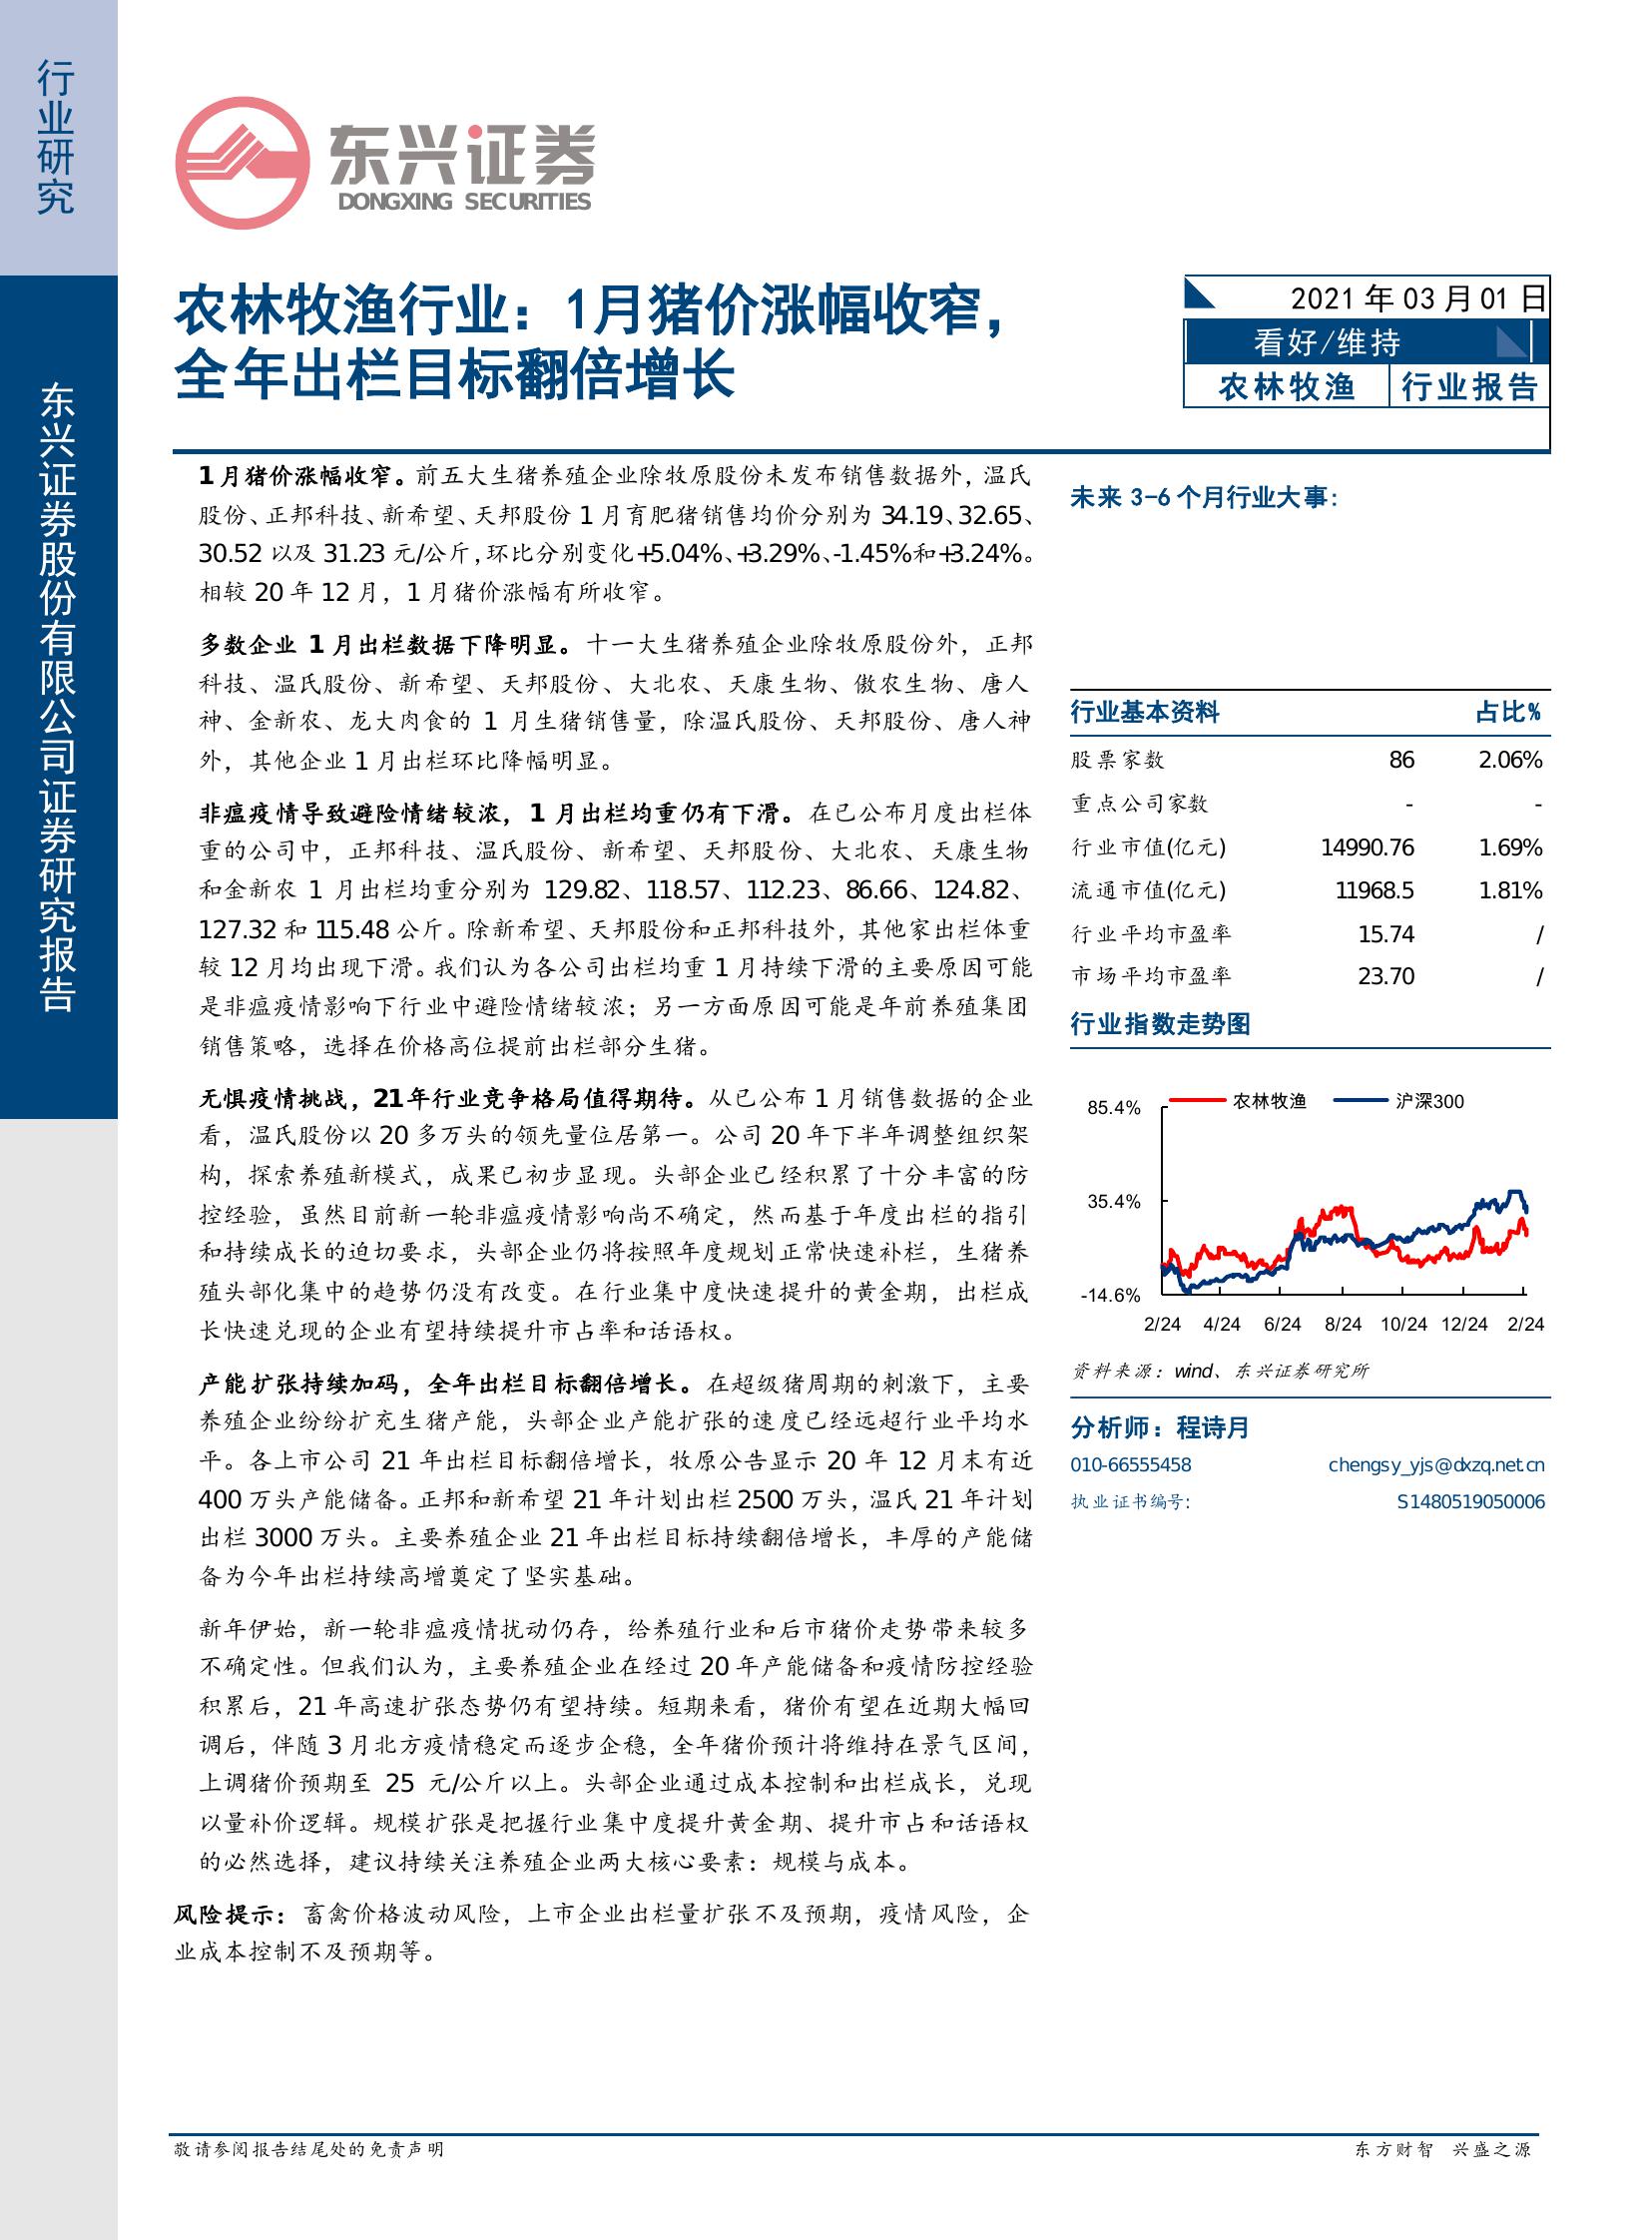 行业研究
东兴证券股份有限公司证券研究报告
东兴证券
DONGXING SECURITIES
农林牧渔行业：1月猪价涨幅收窄，
全年出栏目标翻倍增长
2021 年 03 月 01 日
看好/维持
农林牧渔 行业报告
1 月猪价涨幅收窄。前五大生猪养殖企业除牧原股份未发布销售数据外，温氏
股份、正邦科技、新希望、天邦股份 1 月育肥猪销售均价分别为 34.19、32.65、
30.52 以及 31.23 元/公斤，环比分别变化+5.04%、+3.29%、-1.45%和+3.24%。
相较 20 年 12 月，1 月猪价涨幅有所收窄。
多数企业 1 月出栏数据下降明显。十一大生猪养殖企业除牧原股份外，正邦
科技、温氏股份、新希望、天邦股份、大北农、天康生物、傲农生物、唐人
神、金新农、龙大肉食的 1 月生猪销售量，除温氏股份、天邦股份、唐人神
外，其他企业 1 月出栏环比降幅明显。
非瘟疫情导致避险情绪较浓，1 月出栏均重仍有下滑。在已公布月度出栏体
重的公司中，正邦科技、温氏股份、新希望、天邦股份、大北农、天康生物
和金新农 1 月出栏均重分别为 129.82、118.57、112.23、86.66、124.82、
127.32 和 115.48 公斤。除新希望、天邦股份和正邦科技外，其他家出栏体重
较 12 月均出现下滑。我们认为各公司出栏均重 1 月持续下滑的主要原因可能
是非瘟疫情影响下行业中避险情绪较浓；另一方面原因可能是年前养殖集团
销售策略，选择在价格高位提前出栏部分生猪。
无惧疫情挑战，21年行业竞争格局值得期待。从已公布 1 月销售数据的企业
看，温氏股份以 20 多万头的领先量位居第一。公司 20 年下半年调整组织架
构，探索养殖新模式，成果已初步显现。头部企业已经积累了十分丰富的防
控经验，虽然目前新一轮非瘟疫情影响尚不确定，然而基于年度出栏的指引
和持续成长的迫切要求，头部企业仍将按照年度规划正常快速补栏，生猪养
殖头部化集中的趋势仍没有改变。在行业集中度快速提升的黄金期，出栏成
长快速兑现的企业有望持续提升市占率和话语权。
产能扩张持续加码，全年出栏目标翻倍增长。在超级猪周期的刺激下，主要
养殖企业纷纷扩充生猪产能，头部企业产能扩张的速度已经远超行业平均水
平。各上市公司 21 年出栏目标翻倍增长，牧原公告显示 20 年 12 月末有近
400 万头产能储备。正邦和新希望 21 年计划出栏 2500 万头，温氏 21 年计划
出栏 3000 万头。主要养殖企业 21 年出栏目标持续翻倍增长，丰厚的产能储
备为今年出栏持续高增奠定了坚实基础。
新年伊始，新一轮非瘟疫情扰动仍存，给养殖行业和后市猪价走势带来较多
不确定性。但我们认为，主要养殖企业在经过 20 年产能储备和疫情防控经验
积累后，21 年高速扩张态势仍有望持续。短期来看，猪价有望在近期大幅回
调后，伴随 3 月北方疫情稳定而逐步企稳，全年猪价预计将维持在景气区间，
上调猪价预期至 25 元/公斤以上。头部企业通过成本控制和出栏成长，兑现
以量补价逻辑。规模扩张是把握行业集中度提升黄金期、提升市占和话语权
的必然选择，建议持续关注养殖企业两大核心要素：规模与成本。
风险提示：畜禽价格波动风险，上市企业出栏量扩张不及预期，疫情风险，企
业成本控制不及预期等。
未来 3-6 个月行业大事：
行业基本资料 占比%
股票家数 86 2.06%
重点公司家数 - -
行业市值(亿元) 14990.76 1.69%
流通市值(亿元) 11968.5 1.81%
行业平均市盈率 15.74 /
市场平均市盈率 23.70 /
行业指数走势图
农林牧渔 沪深300
85.4%
35.4%
-14.6%
2/24 4/24 6/24 8/24 10/24 12/24 2/24
资料来源：wind、东兴证券研究所
分析师：程诗月
010-66555458 chengsy_yjs@dxzq.net.cn
执业证书编号: S1480519050006
敬请参阅报告结尾处的免责声明
东方财智 兴盛之源